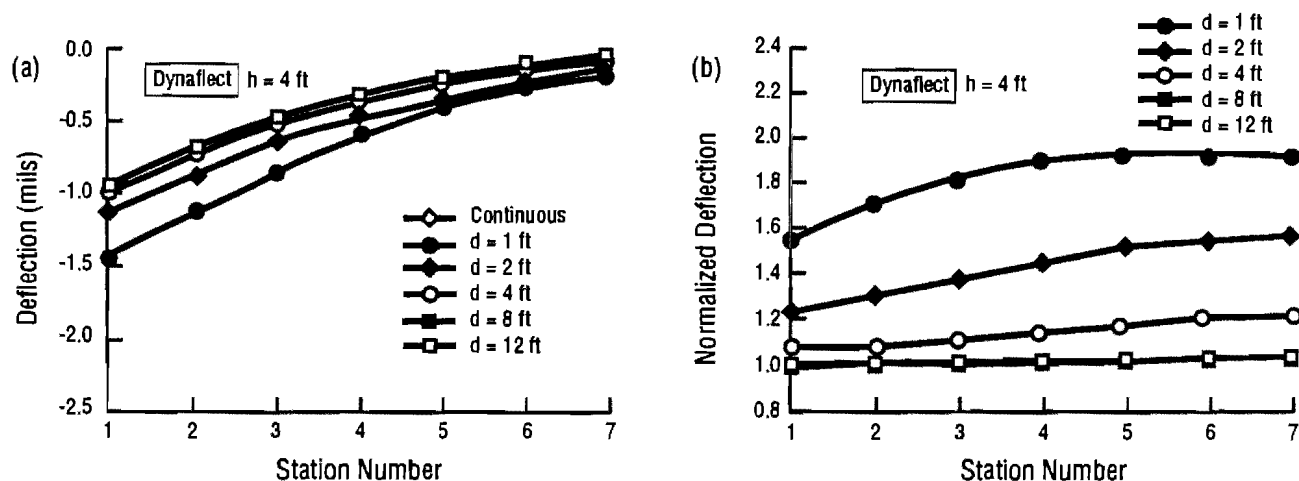 (a)
Dynaflect h = 4 ft
0.0
-0.5
-1.0
-1.5
-2.0
-2.5
Deflection (mils)
Continuous
d = 1 ft
d = 2 ft
d = 4 ft
d = 8 ft
d = 12 ft
1 2 3 4 5 6 7
Station Number
(b)
Dynaflect h = 4 ft
d = 1 ft
d = 2 ft
d = 4 ft
d = 8 ft
d = 12 ft
2.4
2.2
2.0
1.8
1.6
1.4
1.2
1.0
0.8
Normalized Deflection
1 2 3 4 5 6 7
Station Number